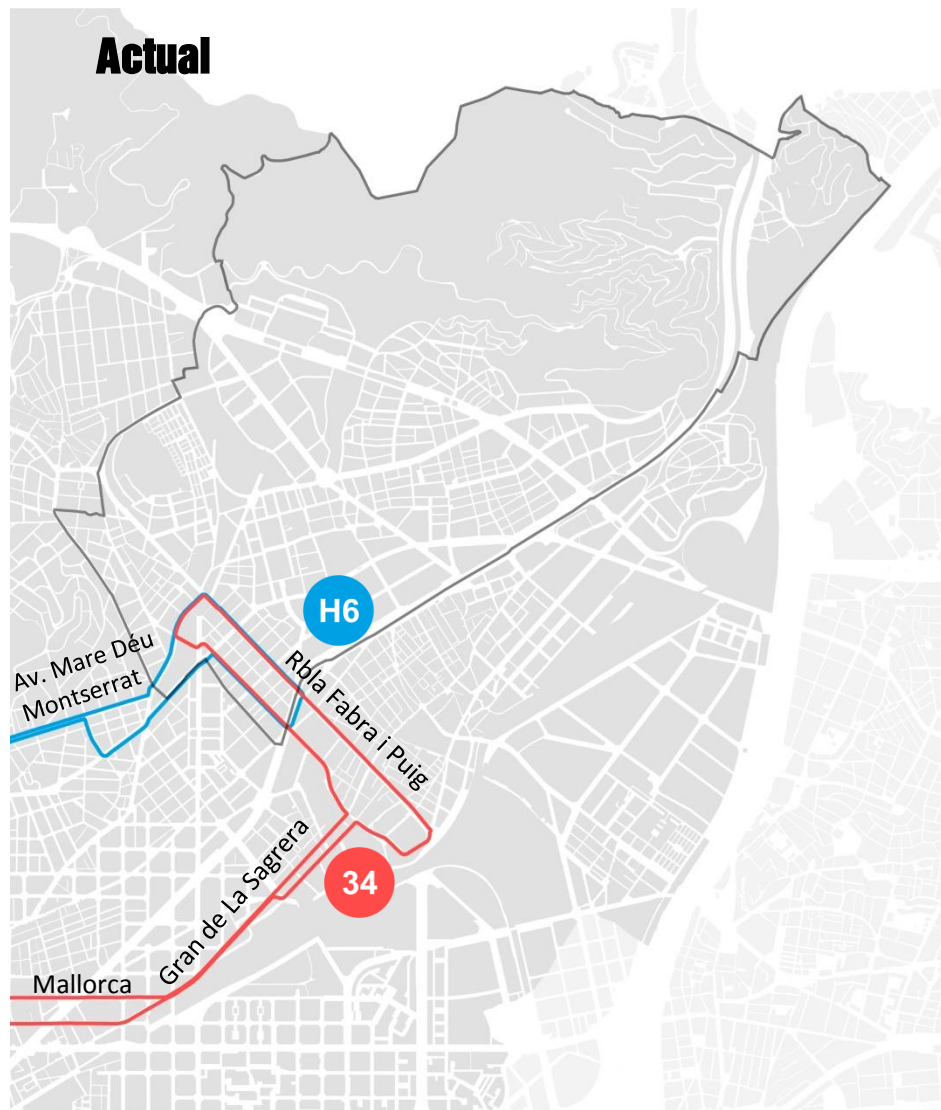 Actual
H6
Av. Mare Déu
Montserrat
Rbla Fabra i Puig
34
Gran de La Sagrera
Mallorca